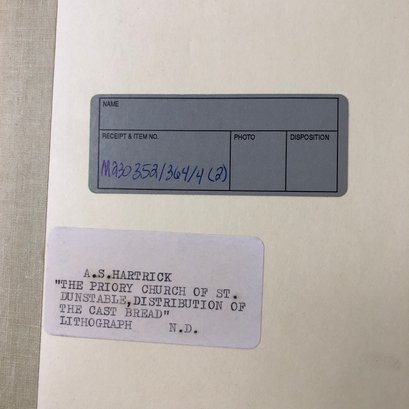 NAME
RECEIPT & ITEM NO. PHOTO DISPOSITION
M230352/364/4 (2)
A.S.HARTRICK
"THE PRIORY CHURCH OF ST.
DUNSTABLE,DISTRIBUTION OF
THE CAST BREAD"
LITHOGRAPH N.D.